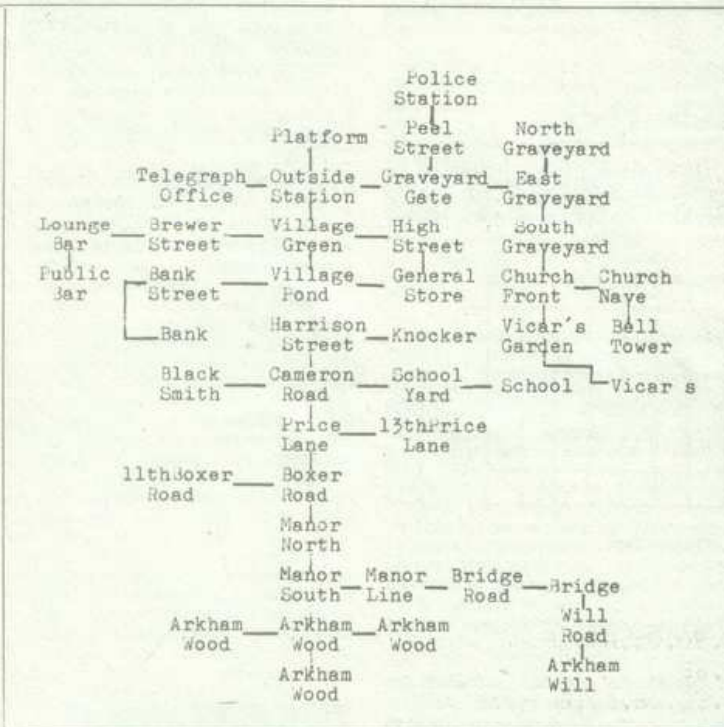 Police
Station
Platform Peel North
Street Graveyard
Telegraph Outside Graveyard East
Office Station Gate Graveyard
Lounge Brewer Village High South
Bar Street Green Street Graveyard
Public Bank Village General Church Church
Bar Street Pond Store Front Nave
Bank Harrison Knocker Vicar's Bell
Street Garden Tower
Black Cameron School School Vicar s
Smith Road Yard
Price 13thPrice
Lane Lane
11thBoxer Boxer
Road Road
Manor
North
Manor Manor Bridge Bridge
South Line Road
Will
Road
Arkham Arkham Arkham
Wood Wood Wood
Arkham Arkham
Wood Will